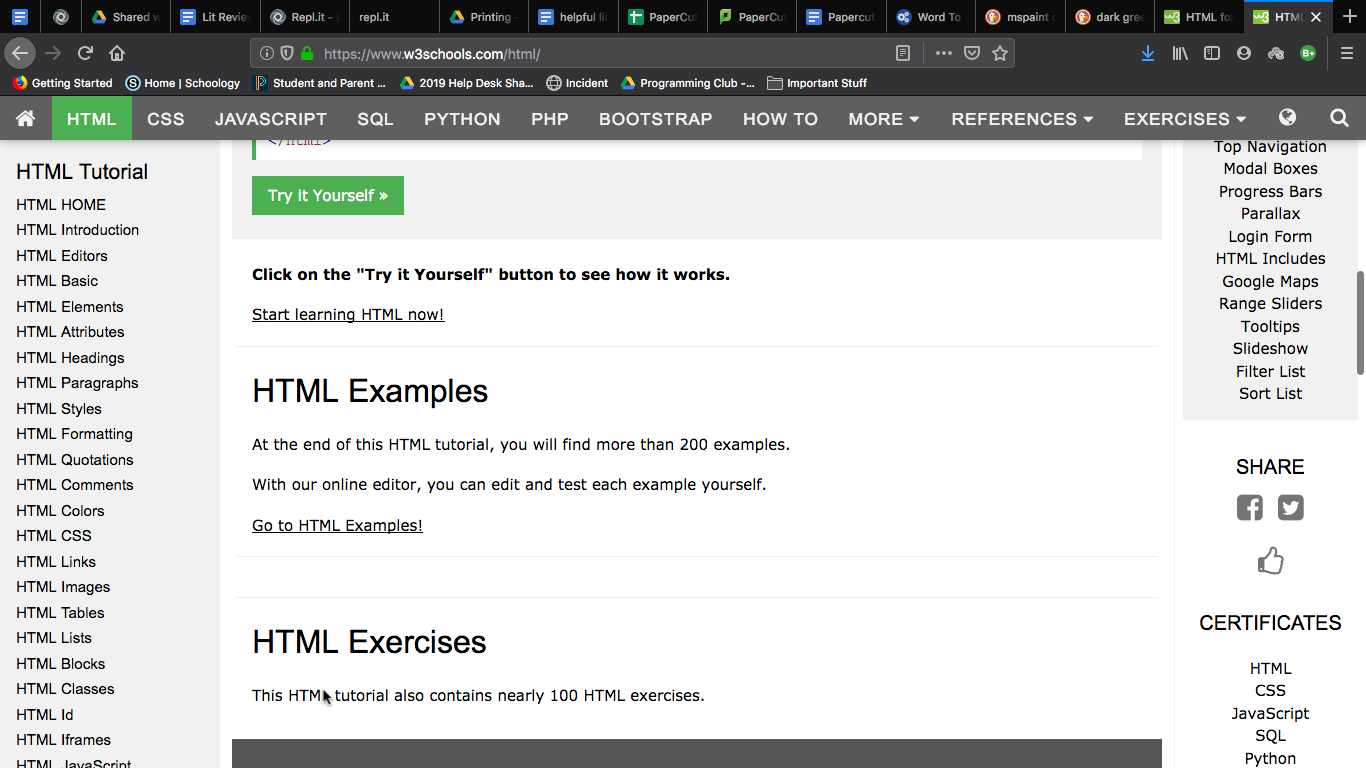 Shared w
Lit Revie
Repl.it -
repl.it
Printing -
helpful lin
PaperCut
PaperCut
Papercut
Word To
mspaint c
dark gree
HTML for
HTML
https://www.w3schools.com/html/
Getting Started
Home | Schoology
Student and Parent ...
2019 Help Desk Sha...
Incident
Programming Club -...
Important Stuff
HTML
CSS
JAVASCRIPT
SQL
PYTHON
PHP
BOOTSTRAP
HOW TO
MORE
REFERENCES
EXERCISES
HTML Tutorial
HTML HOME
HTML Introduction
HTML Editors
HTML Basic
HTML Elements
HTML Attributes
HTML Headings
HTML Paragraphs
HTML Styles
HTML Formatting
HTML Quotations
HTML Comments
HTML Colors
HTML CSS
HTML Links
HTML Images
HTML Tables
HTML Lists
HTML Blocks
HTML Classes
HTML Id
HTML Iframes
HTML JavaScript
</html>
Try it Yourself »
Click on the "Try it Yourself" button to see how it works.
Start learning HTML now!
HTML Examples
At the end of this HTML tutorial, you will find more than 200 examples.
With our online editor, you can edit and test each example yourself.
Go to HTML Examples!
HTML Exercises
This HTML tutorial also contains nearly 100 HTML exercises.
Top Navigation
Modal Boxes
Progress Bars
Parallax
Login Form
HTML Includes
Google Maps
Range Sliders
Tooltips
Slideshow
Filter List
Sort List
SHARE
CERTIFICATES
HTML
CSS
JavaScript
SQL
Python